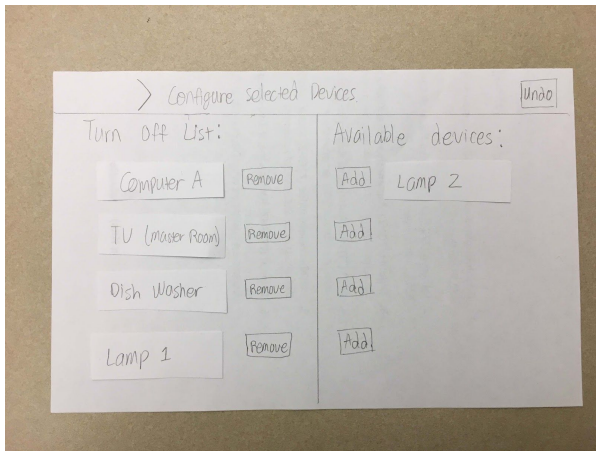 > Configure Selected Devices
Undo
Turn Off List:
Computer A Remove
TV (master Room) Remove
Dish Washer Remove
Lamp 1 Remove
Available devices:
Add Lamp 2
Add
Add
Add